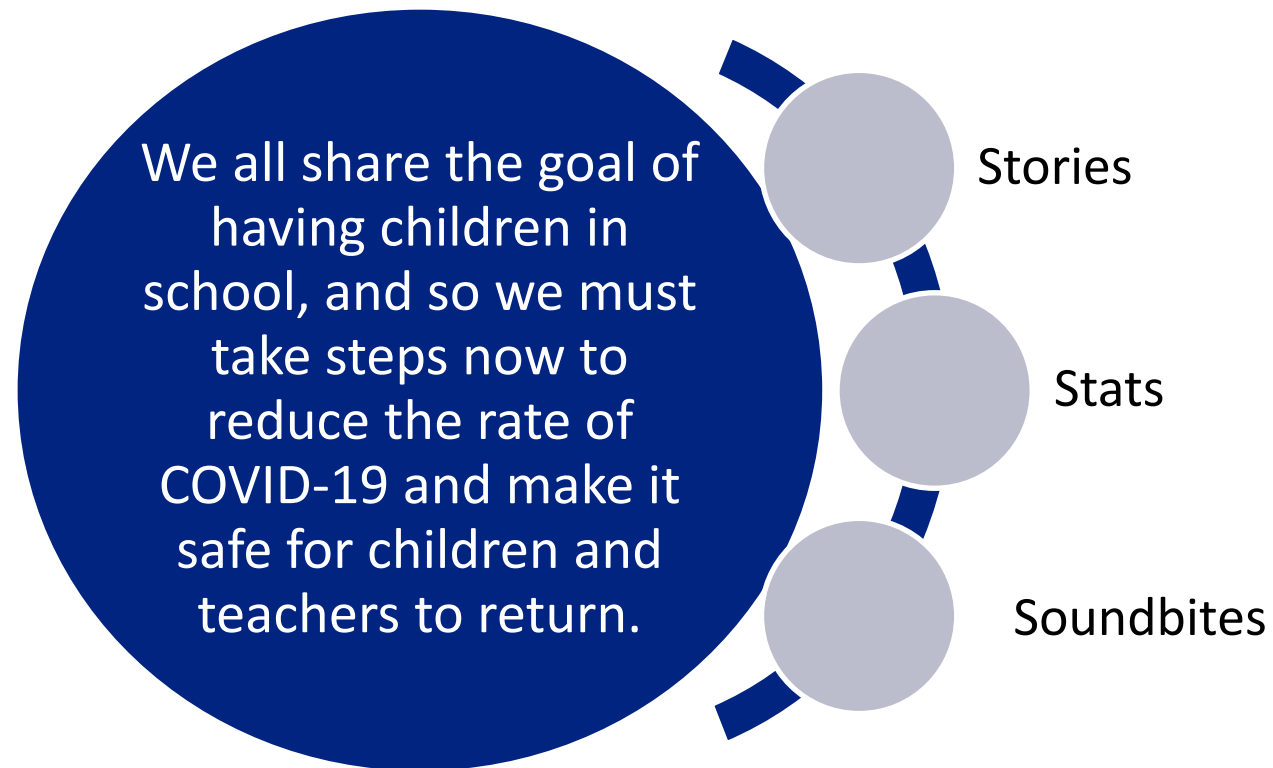 We all share the goal of
having children in
school, and so we must
take steps now to
reduce the rate of
COVID-19 and make it
safe for children and
teachers to return.
Stories
Stats
Soundbites